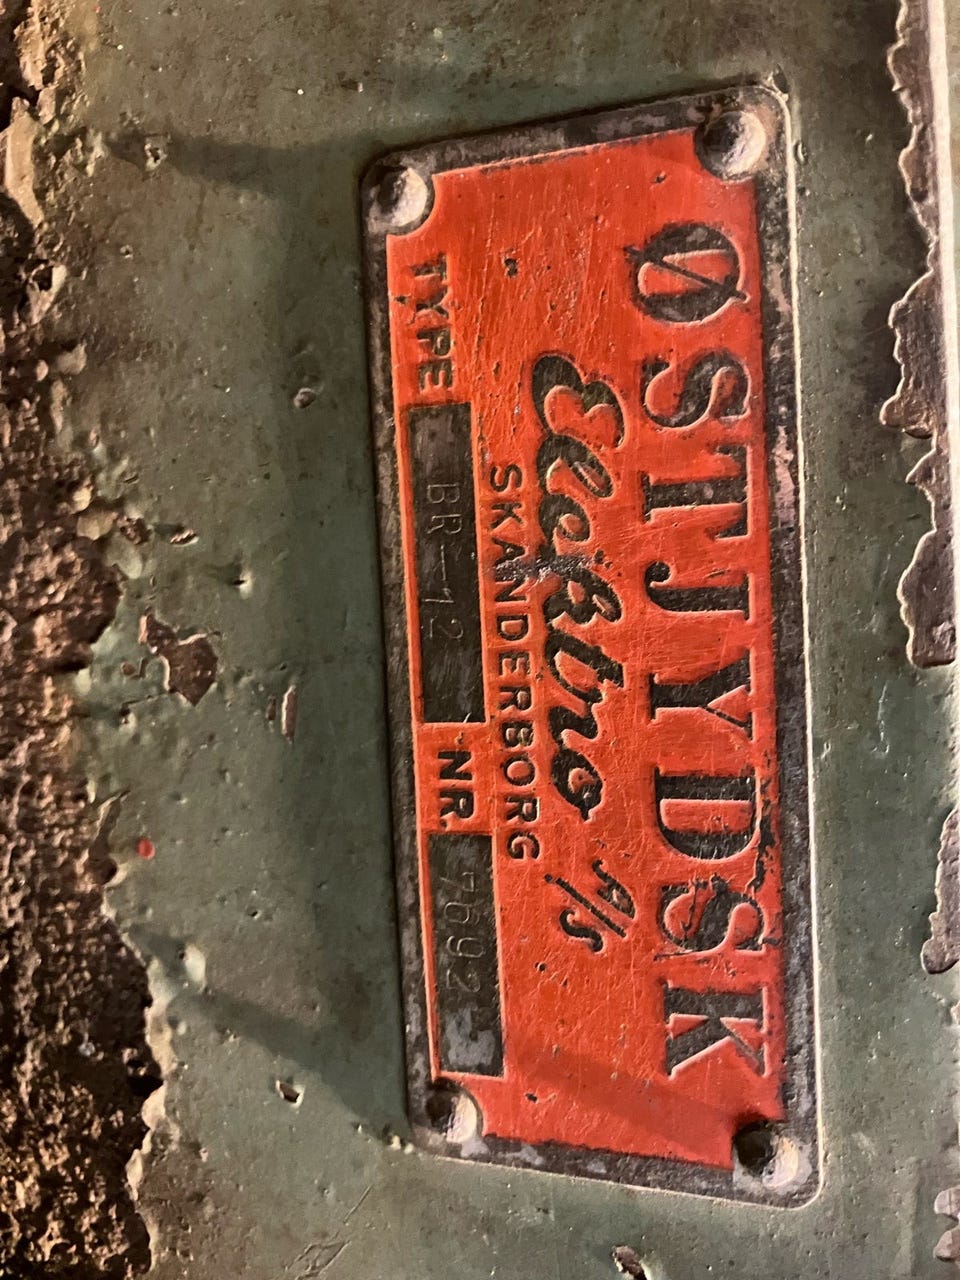 ØSTJYDSK
Elektro A/S
SKANDERBORG
TYPE BR-12 NR. 7692